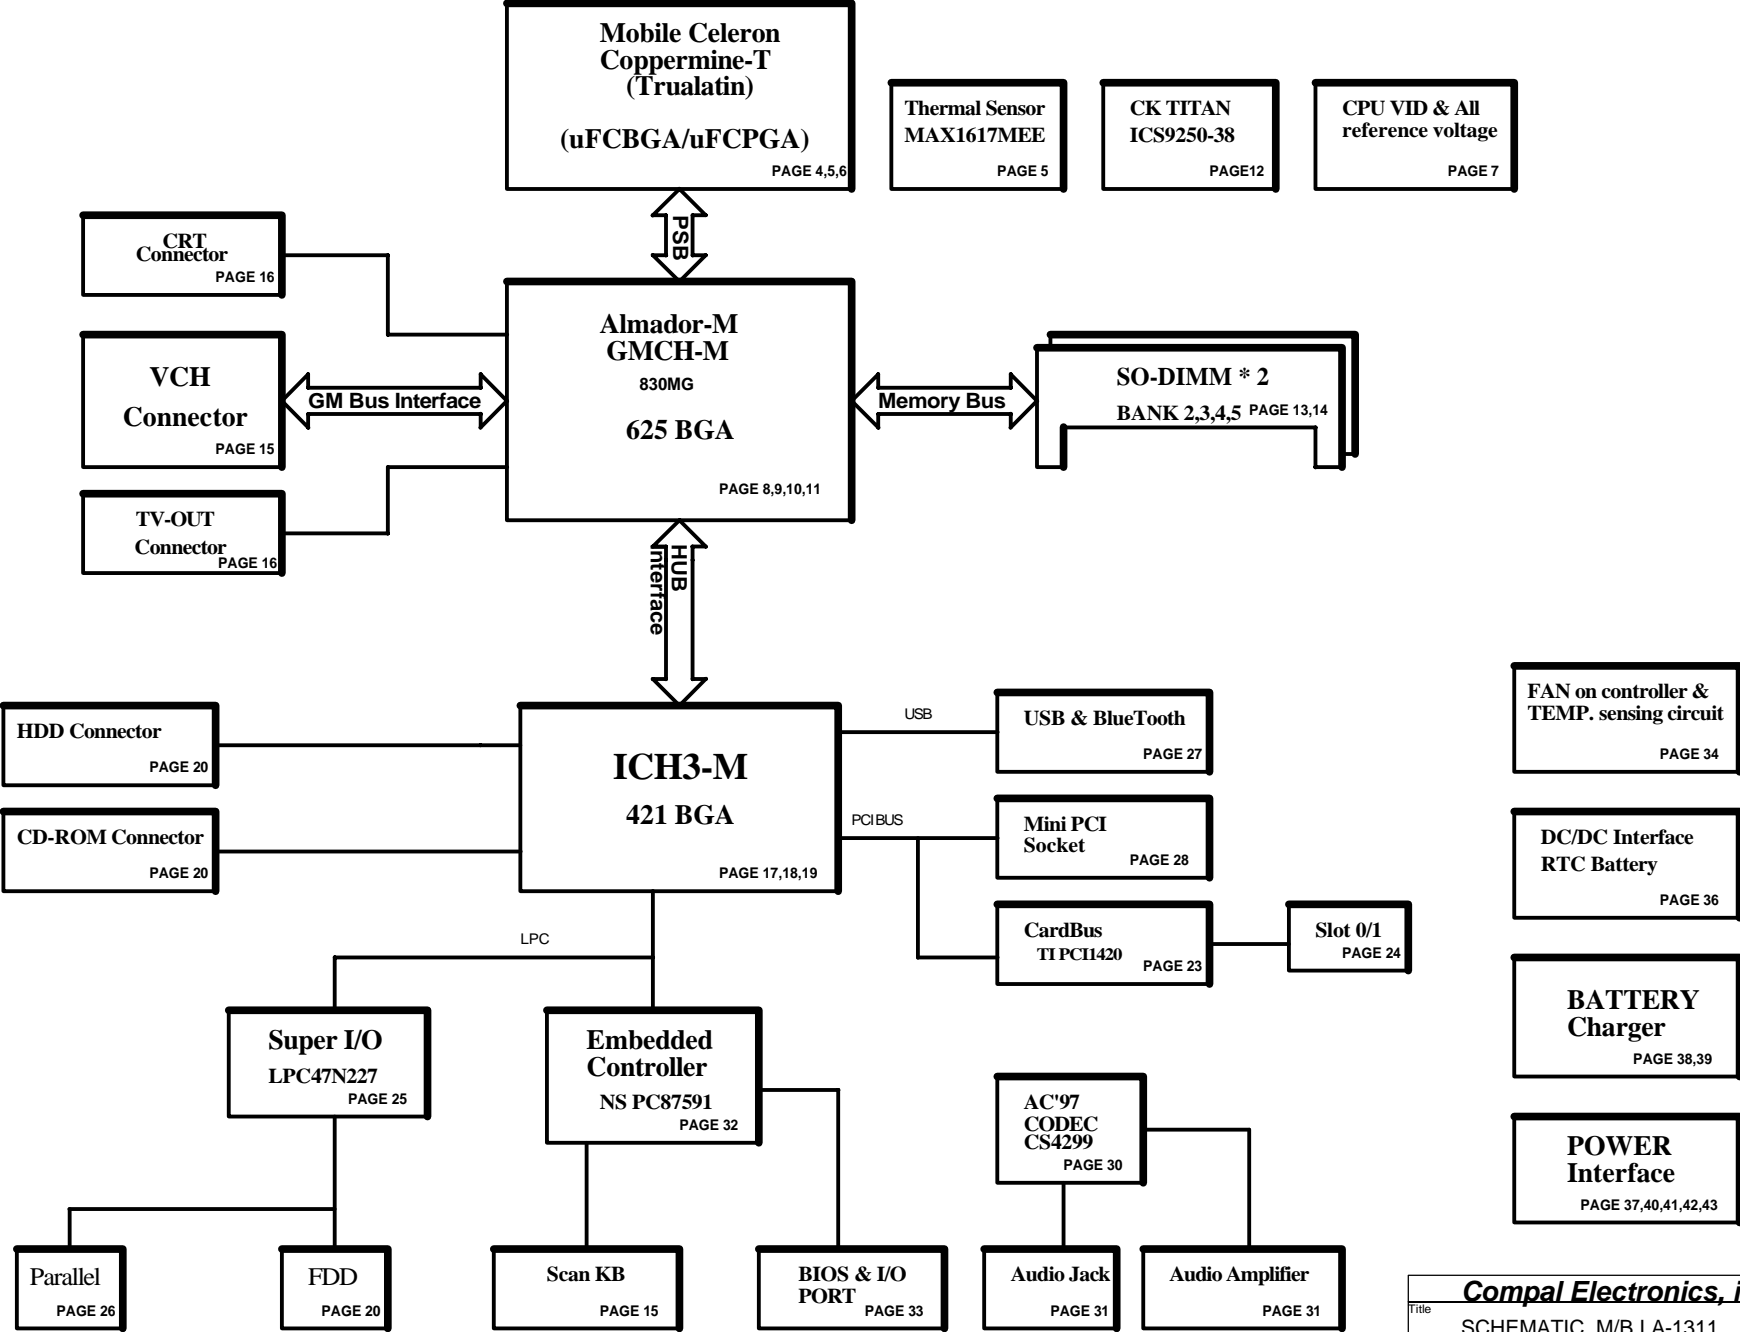 Mobile Celeron
Coppermine-T
(Trualatin)
(uFCBGA/uFCPGA)
PAGE 4,5,6
Thermal Sensor
MAX1617MEE
PAGE 5
CK TITAN
ICS9250-38
PAGE12
CPU VID & All
reference voltage
PAGE 7
PSB
CRT
Connector
PAGE 16
VCH
Connector
PAGE 15
GM Bus Interface
TV-OUT
Connector
PAGE 16
Almador-M
GMCH-M
830MG
625 BGA
PAGE 8,9,10,11
Memory Bus
SO-DIMM * 2
BANK 2,3,4,5 PAGE 13,14
HUB
Interface
HDD Connector
PAGE 20
CD-ROM Connector
PAGE 20
ICH3-M
421 BGA
PAGE 17,18,19
USB
USB & BlueTooth
PAGE 27
PCI BUS
Mini PCI
Socket
PAGE 28
CardBus
TI PCI1420
PAGE 23
Slot 0/1
PAGE 24
FAN on controller &
TEMP. sensing circuit
PAGE 34
DC/DC Interface
RTC Battery
PAGE 36
BATTERY
Charger
PAGE 38,39
POWER
Interface
PAGE 37,40,41,42,43
LPC
Super I/O
LPC47N227
PAGE 25
Embedded
Controller
NS PC87591
PAGE 32
AC'97
CODEC
CS4299
PAGE 30
Parallel
PAGE 26
FDD
PAGE 20
Scan KB
PAGE 15
BIOS & I/O
PORT
PAGE 33
Audio Jack
PAGE 31
Audio Amplifier
PAGE 31
Compal Electronics, i
Title
SCHEMATIC, M/B LA-1311